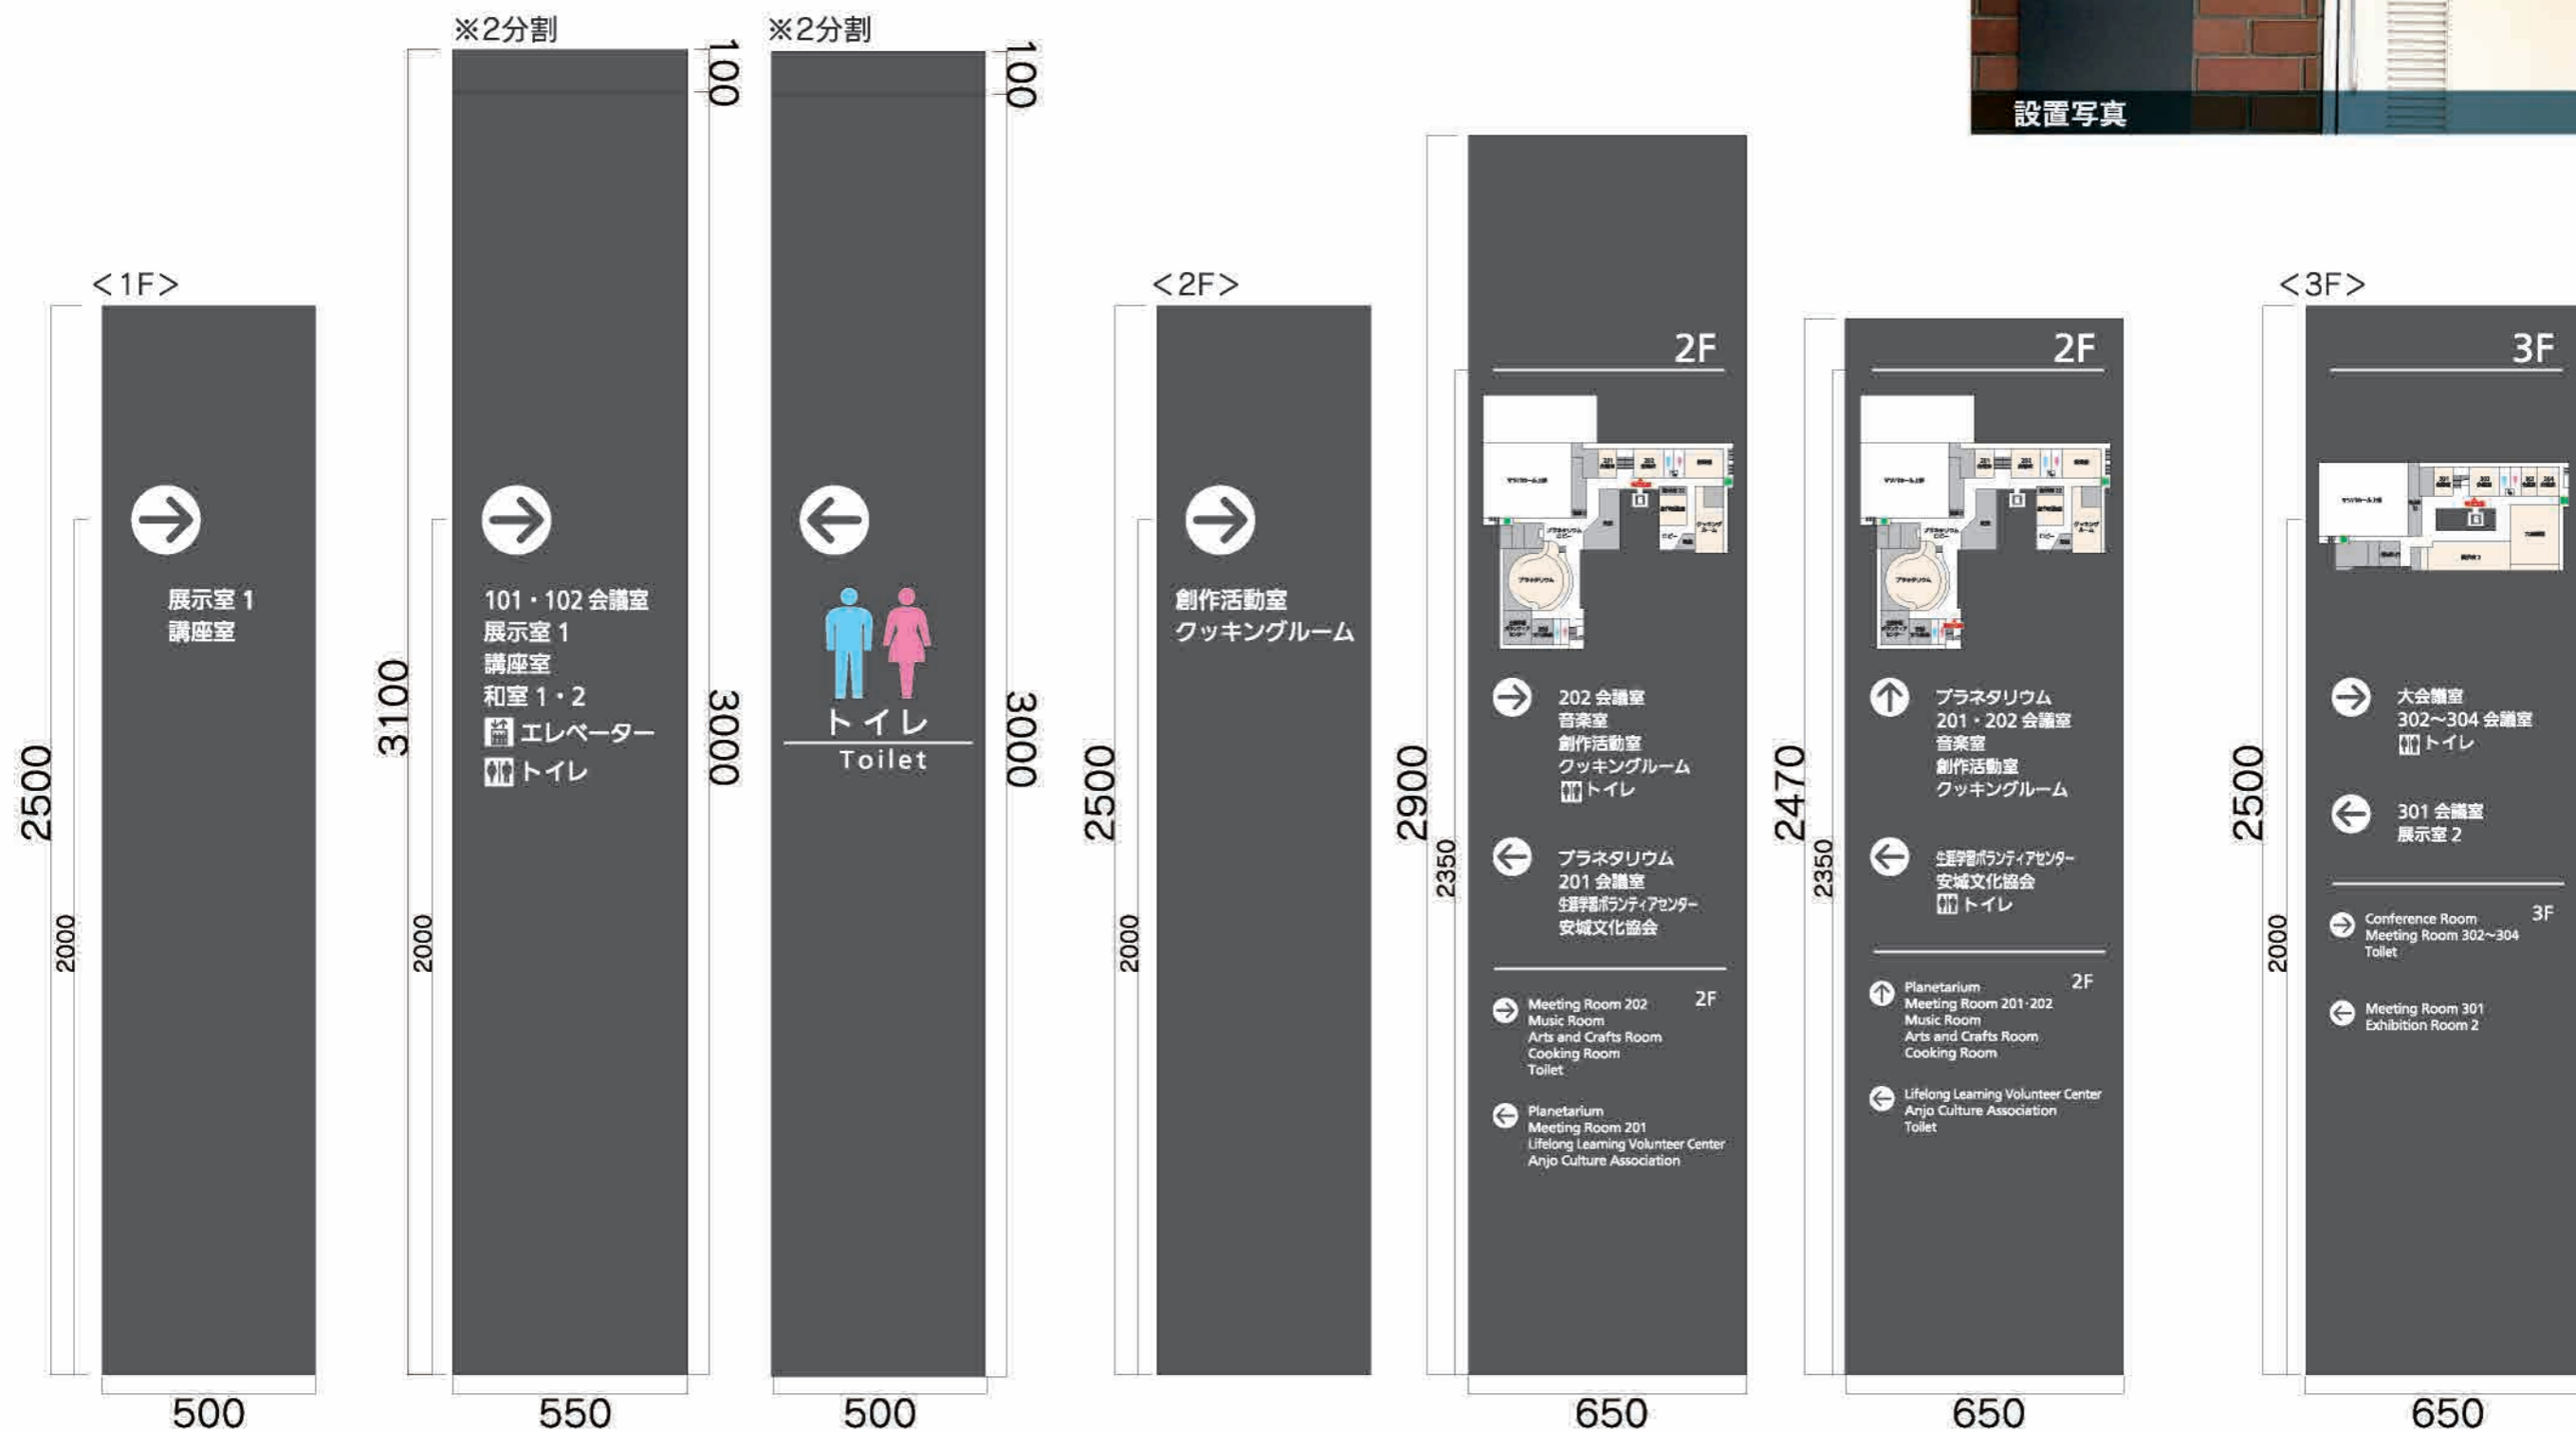 設置写真
<1F>
2500
2000
展示室 1
講座室
500
※2分割
3100
2000
100
3000
101・102 会議室
展示室 1
講座室
和室 1・2
エレベーター
トイレ
550
※2分割
100
3000
トイレ
Toilet
500
<2F>
2500
2000
創作活動室
クッキングルーム
2900
2350
2F
プラネタリウム
202 会議室
音楽室
創作活動室
クッキングルーム
トイレ
プラネタリウム
201 会議室
生涯学習ボランティアセンター
安城文化協会
2F
Meeting Room 202
Music Room
Arts and Crafts Room
Cooking Room
Toilet
Planetarium
Meeting Room 201
Lifelong Learning Volunteer Center
Anjo Culture Association
650
2470
2350
2F
プラネタリウム
プラネタリウム
201・202 会議室
音楽室
創作活動室
クッキングルーム
生涯学習ボランティアセンター
安城文化協会
トイレ
2F
Planetarium
Meeting Room 201·202
Music Room
Arts and Crafts Room
Cooking Room
Lifelong Learning Volunteer Center
Anjo Culture Association
Toilet
650
<3F>
2500
2000
3F
大会議室
302～304 会議室
トイレ
301 会議室
展示室 2
3F
Conference Room
Meeting Room 302~304
Toilet
Meeting Room 301
Exhibition Room 2
650